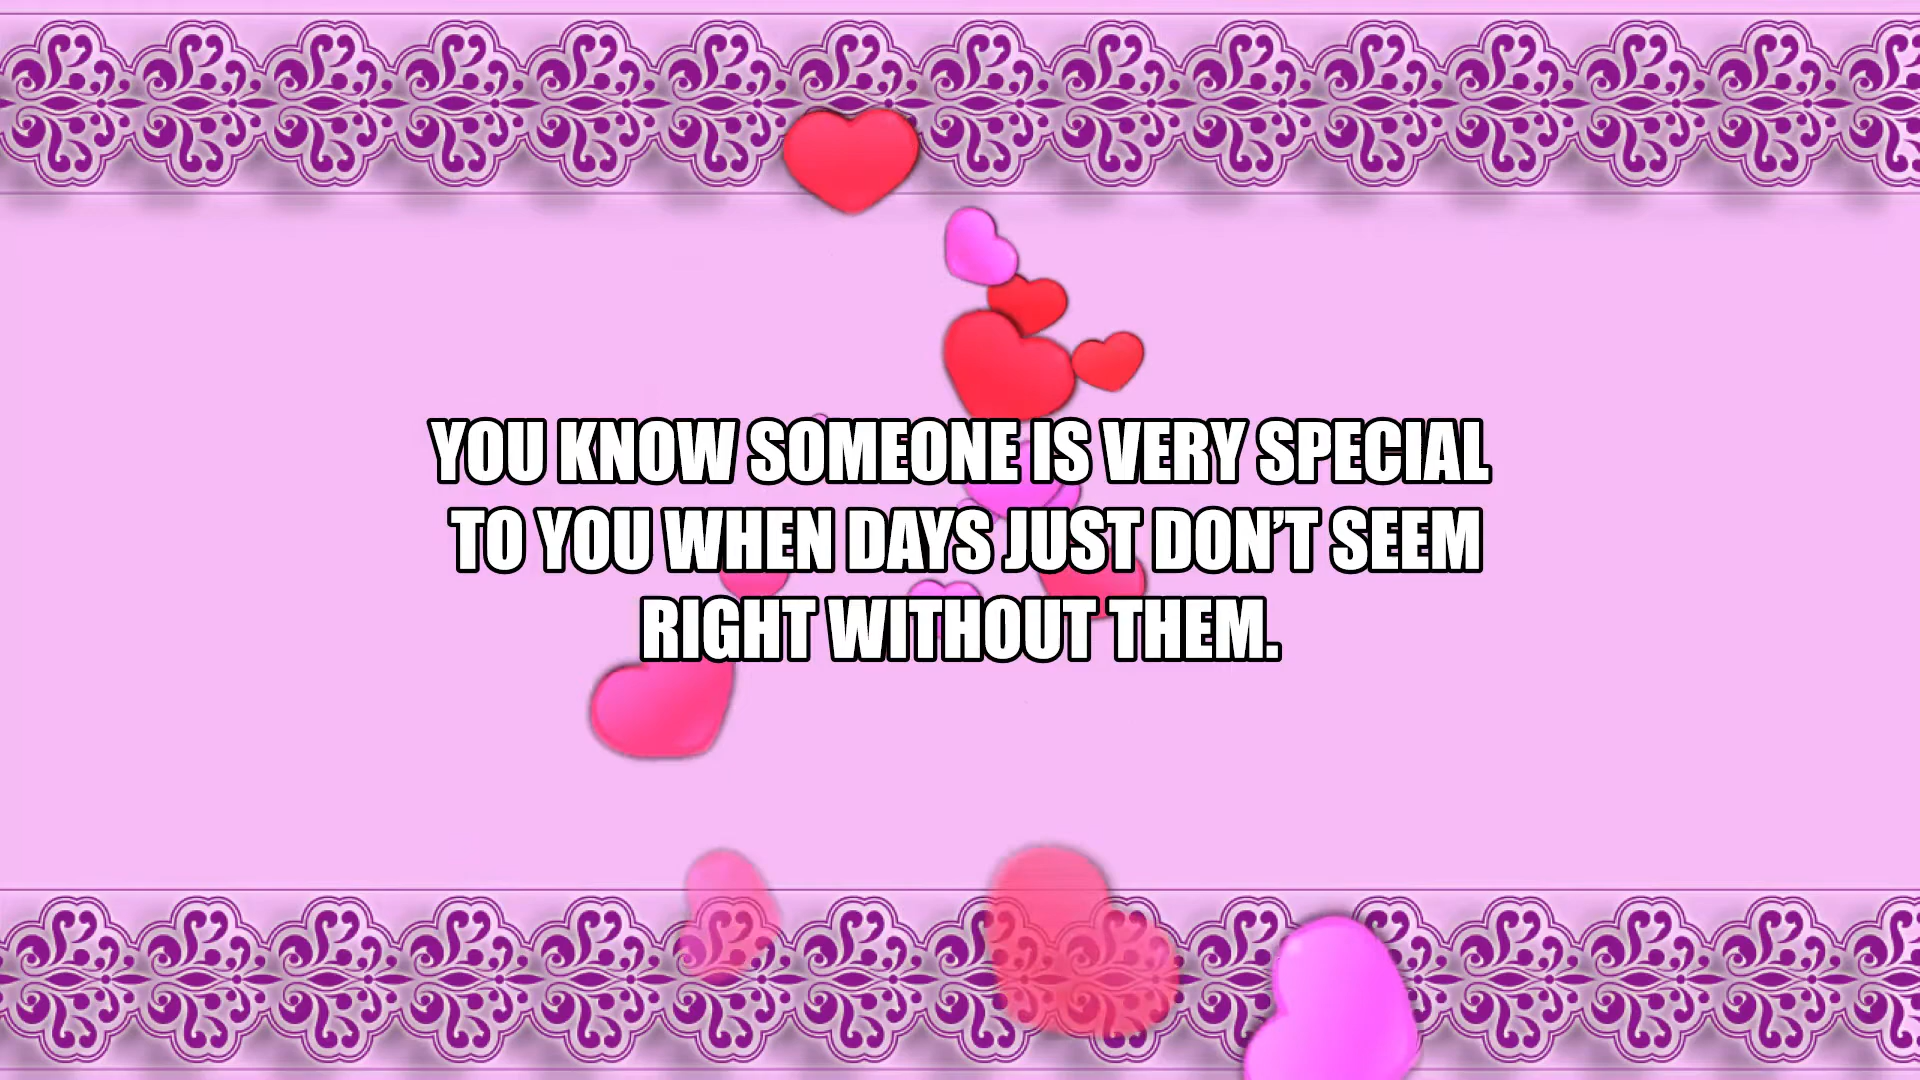 YOU KNOW SOMEONE IS VERY SPECIAL
TO YOU WHEN DAYS JUST DON’T SEEM
RIGHT WITHOUT THEM.